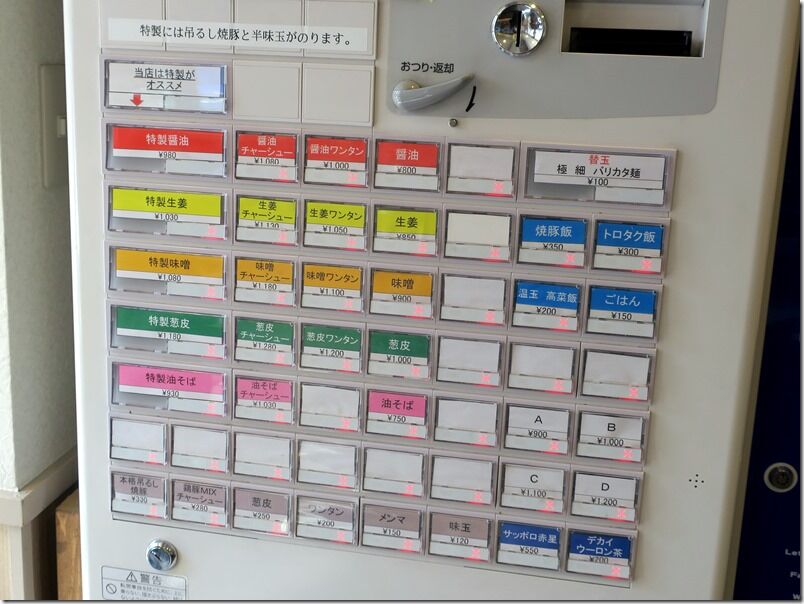 特製には吊るし焼豚と半味玉がのります。
おつり・返却
当店は特製が
オススメ
特製醤油
¥980
醤油
チャーシュー
¥1,080
醤油ワンタン
¥1,000
醤油
¥800
替玉
極細 バリカタ麺
¥100
特製生姜
¥1,030
生姜
チャーシュー
¥1,130
生姜ワンタン
¥1,050
生姜
¥850
焼豚飯
¥350
トロタク飯
¥300
特製味噌
¥1,080
味噌
チャーシュー
¥1,180
味噌ワンタン
¥1,100
味噌
¥900
温玉 高菜飯
¥200
ごはん
¥150
特製葱皮
¥1,180
葱皮
チャーシュー
¥1,280
葱皮ワンタン
¥1,200
葱皮
¥1,000
特製油そば
¥930
油そば
チャーシュー
¥1,030
油そば
¥750
A
¥900
B
¥1,000
C
¥1,100
D
¥1,200
本格吊るし
焼豚
¥330
鶏豚MIX
チャーシュー
¥280
葱皮
¥250
ワンタン
¥200
メンマ
¥150
味玉
¥120
サッポロ赤星
¥550
デカイ
ウーロン茶
¥200
警告